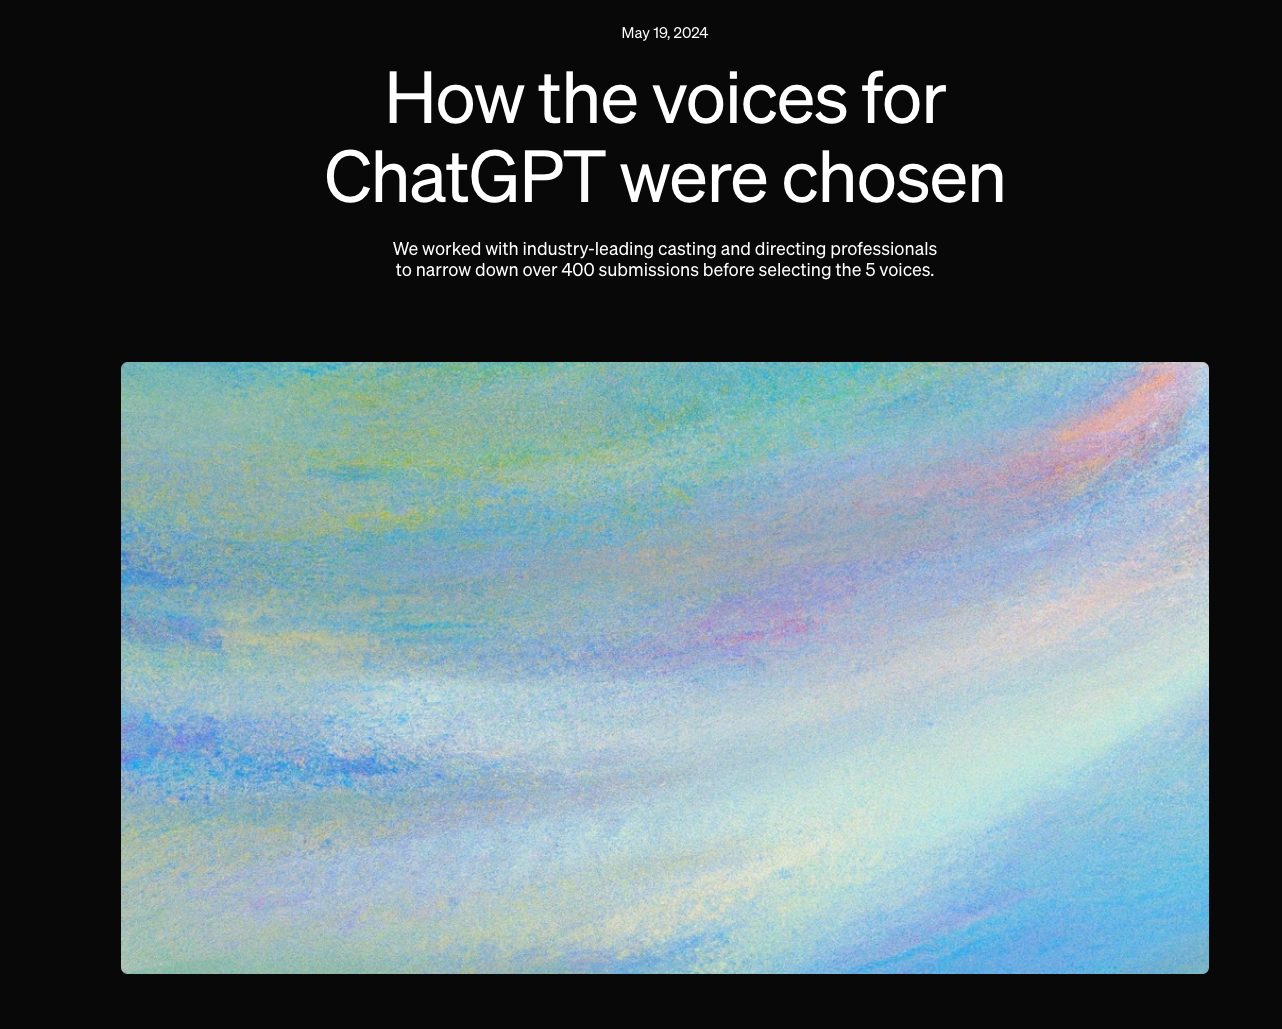 May 19, 2024
How the voices for
ChatGPT were chosen
We worked with industry-leading casting and directing professionals
to narrow down over 400 submissions before selecting the 5 voices.